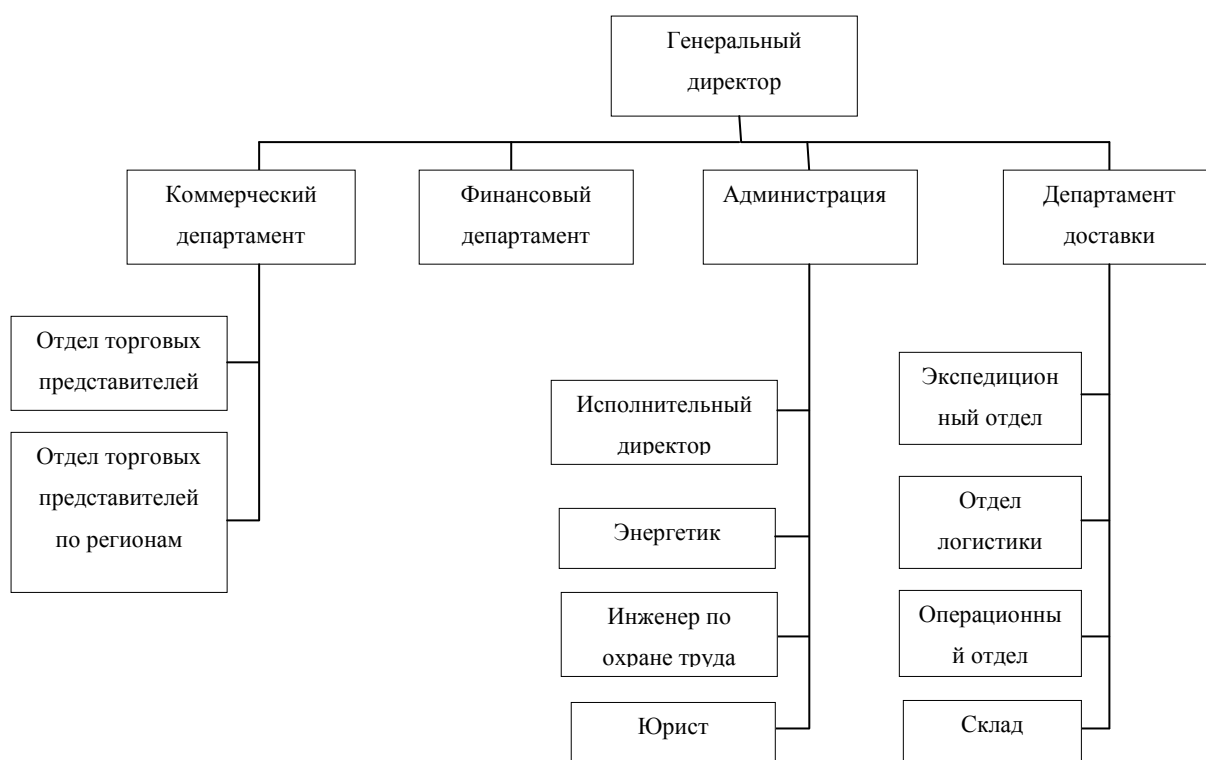 Генеральный
директор
Коммерческий
департамент
Финансовый
департамент
Администрация
Департамент
доставки
Отдел торговых
представителей
Отдел торговых
представителей
по регионам
Исполнительный
директор
Энергетик
Инженер по
охране труда
Юрист
Экспедицион
ный отдел
Отдел
логистики
Операционны
й отдел
Склад